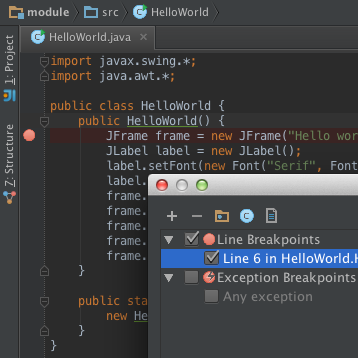 module src HelloWorld
HelloWorld.java
1: Project
Z: Structure
import javax.swing.*;
import java.awt.*;
public class HelloWorld {
public HelloWorld() {
JFrame frame = new JFrame("Hello wor
JLabel label = new JLabel();
label.setFont(new Font("Serif", Font
label.
frame.
frame.
frame.
frame.
frame.
}
public sta
new He
}
}
Line Breakpoints
Line 6 in HelloWorld.H
Exception Breakpoints
Any exception